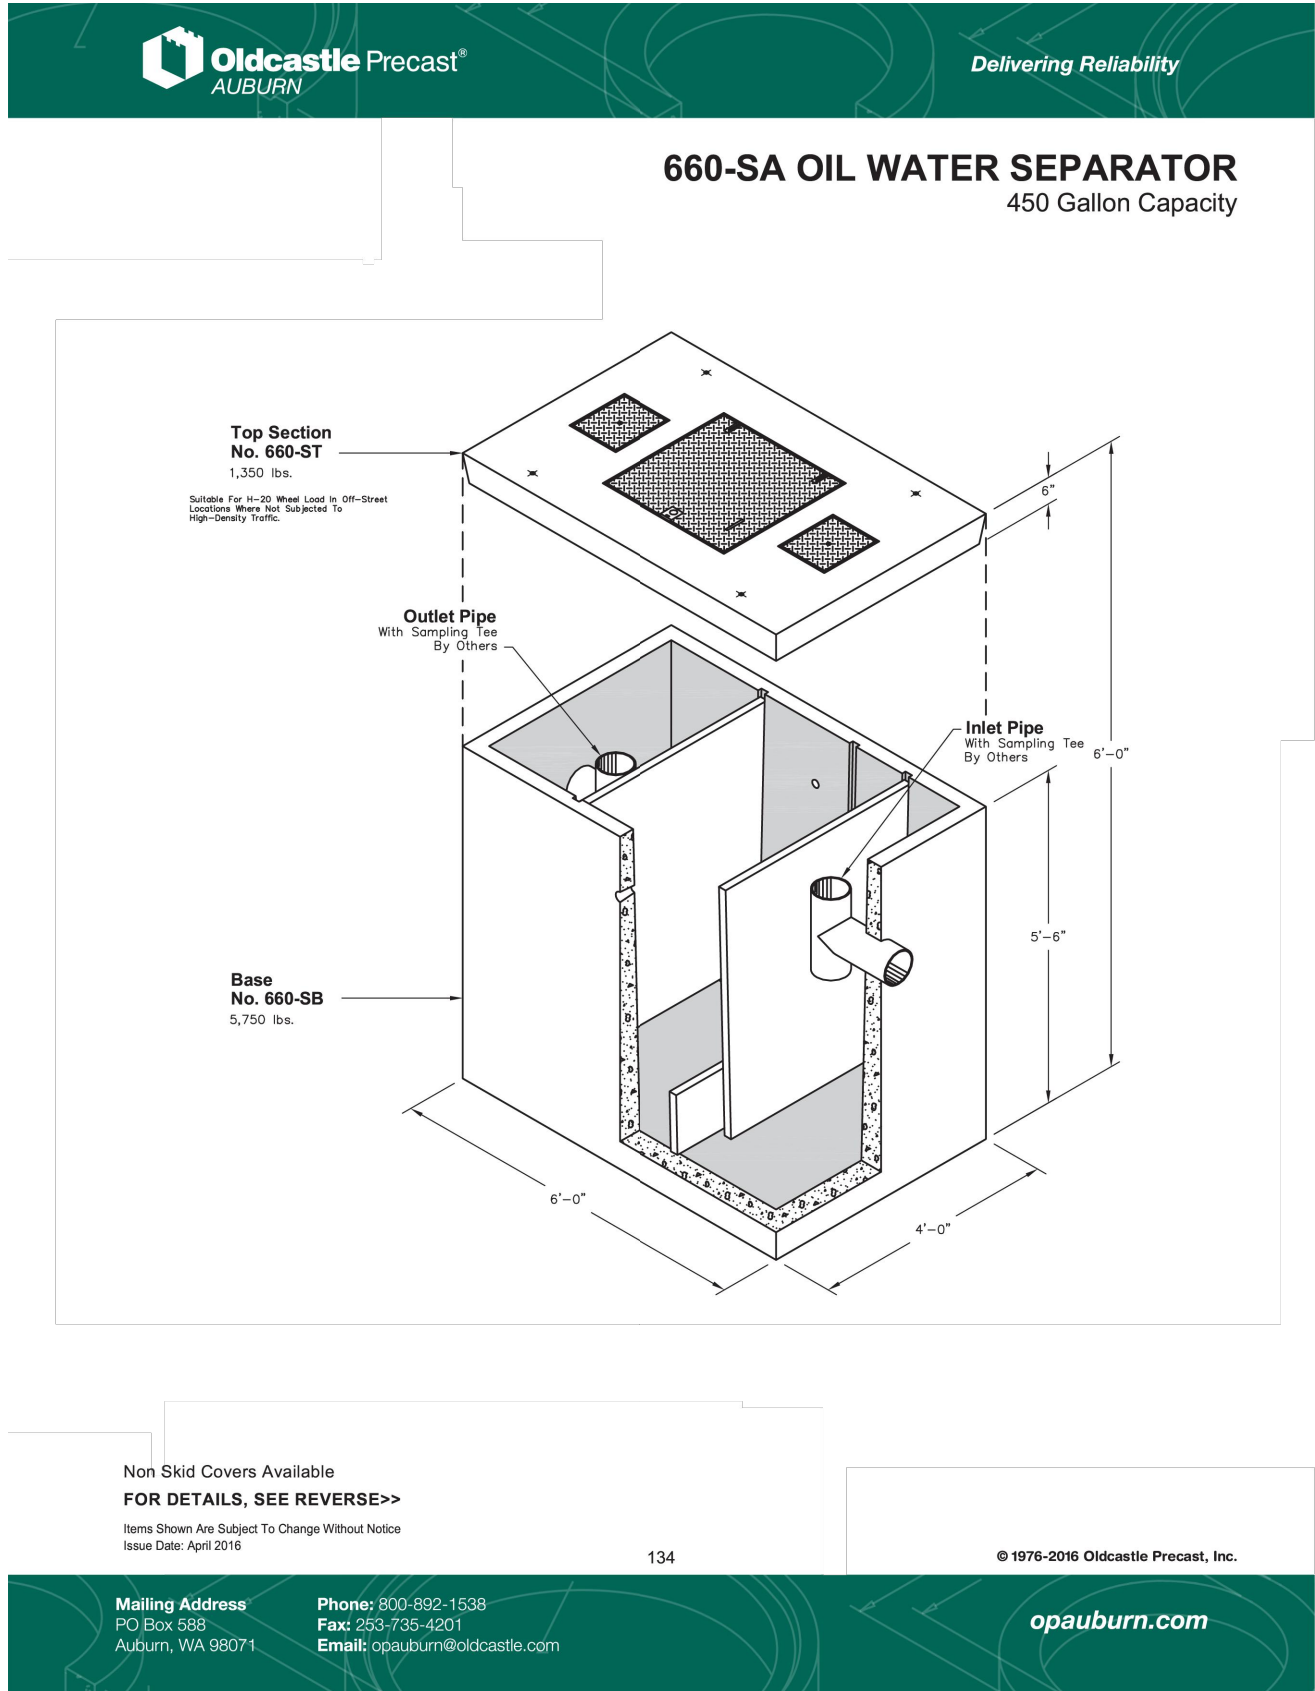 Oldcastle Precast®
AUBURN
Delivering Reliability
660-SA OIL WATER SEPARATOR
450 Gallon Capacity
Top Section
No. 660-ST
1,350 lbs.
Suitable For H-20 Wheel Load In Off-Street
Locations Where Not Subjected To
High-Density Traffic.
6"
Outlet Pipe
With Sampling Tee
By Others
Inlet Pipe
With Sampling Tee
By Others
6'-0"
5'-6"
Base
No. 660-SB
5,750 lbs.
6'-0"
4'-0"
Non Skid Covers Available
FOR DETAILS, SEE REVERSE>>
Items Shown Are Subject To Change Without Notice
Issue Date: April 2016
134
© 1976-2016 Oldcastle Precast, Inc.
Mailing Address
PO Box 588
Auburn, WA 98071
Phone: 800-892-1538
Fax: 253-735-4201
Email: opauburn@oldcastle.com
opauburn.com